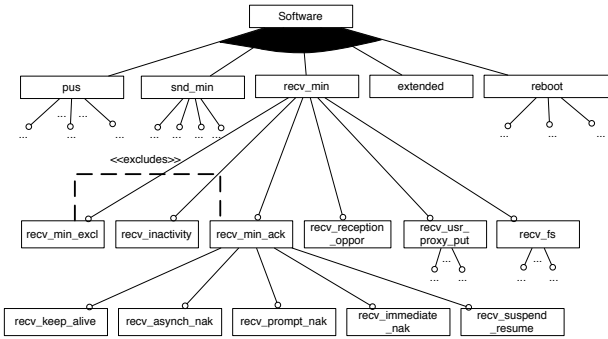 Software
pus
snd_min
recv_min
extended
reboot
... ...
... ... ...
... ... ... ...
... ... ...
<<excludes>>
recv_min_excl
recv_inactivity
recv_min_ack
recv_reception
_oppor
recv_usr_
proxy_put
recv_fs
...
...
... ...
... ...
recv_keep_alive
recv_asynch_nak
recv_prompt_nak
recv_immediate
_nak
recv_suspend
_resume